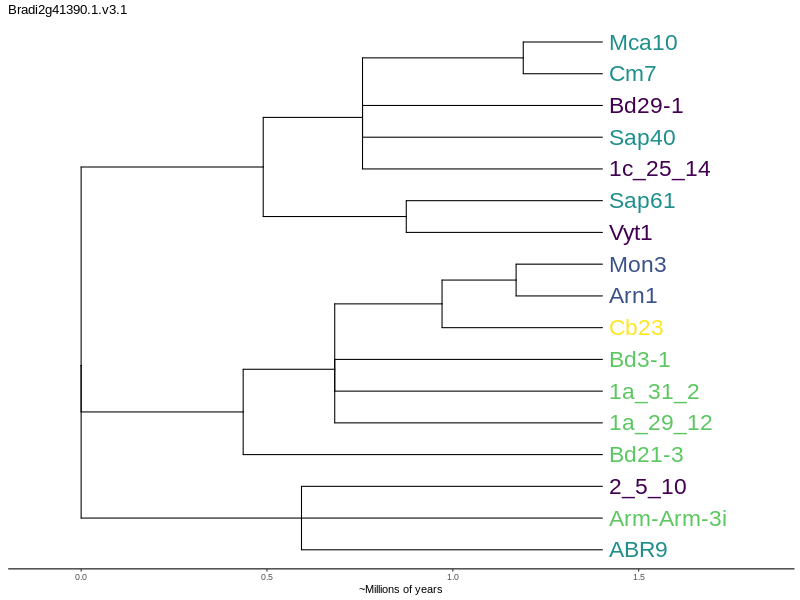 Bradi2g41390.1.v3.1
Mca10
Cm7
Bd29-1
Sap40
1c_25_14
Sap61
Vyt1
Mon3
Arn1
Cb23
Bd3-1
1a_31_2
1a_29_12
Bd21-3
2_5_10
Arm-Arm-3i
ABR9
0.0 0.5 1.0 1.5
~Millions of years